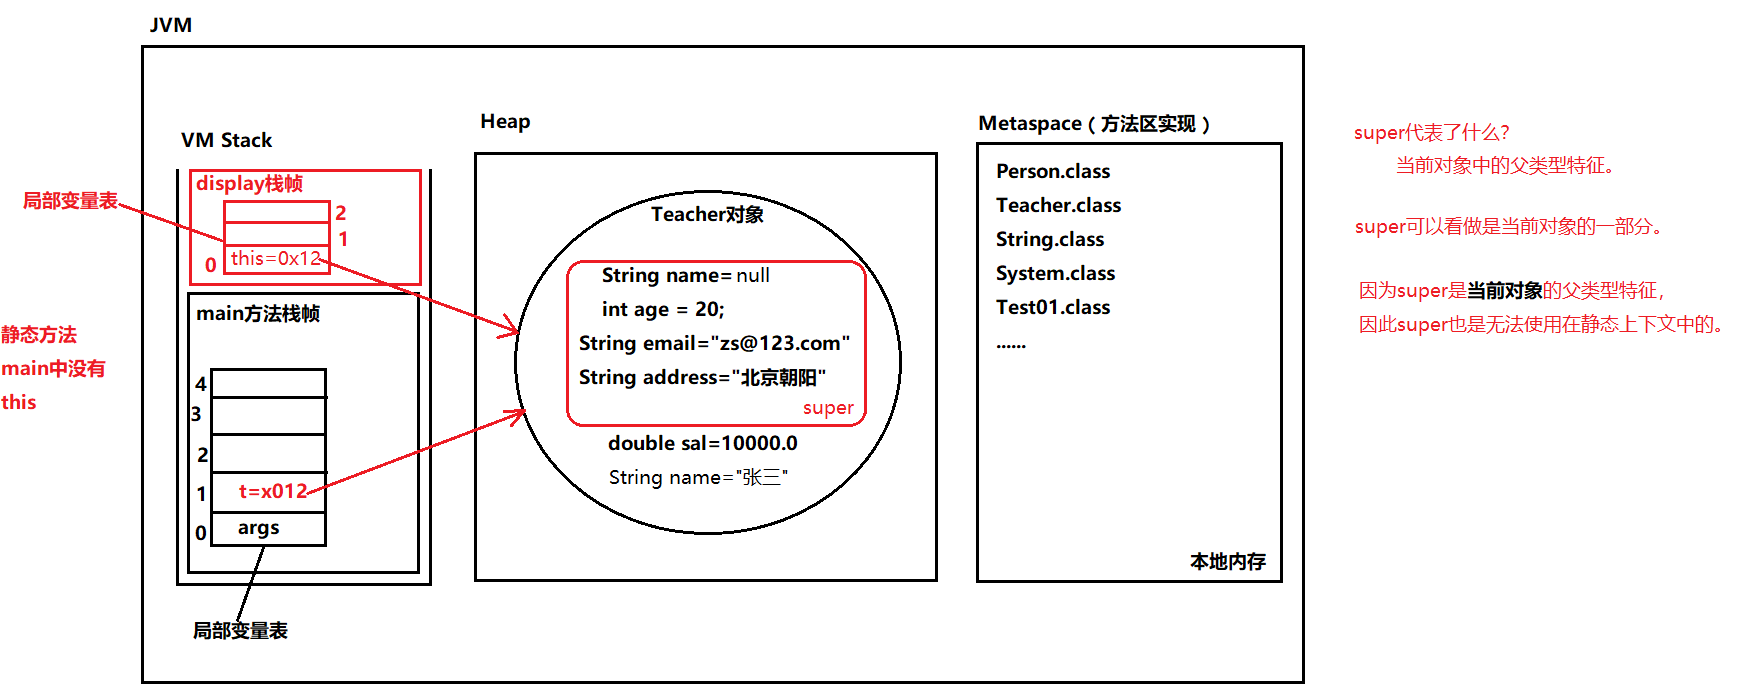 JVM
VM Stack
display栈帧
2
1
0
this=0x12
局部变量表
main方法栈帧
静态方法
main中没有
this
4
3
2
1
t=x012
0
args
局部变量表
Heap
Teacher对象
String name=null
int age = 20;
String email="zs@123.com"
String address="北京朝阳"
super
double sal=10000.0
String name="张三"
Metaspace（方法区实现）
Person.class
Teacher.class
String.class
System.class
Test01.class
......
本地内存
super代表了什么？
当前对象中的父类型特征。
super可以看做是当前对象的一部分。
因为super是当前对象的父类型特征，
因此super也是无法使用在静态上下文中的。